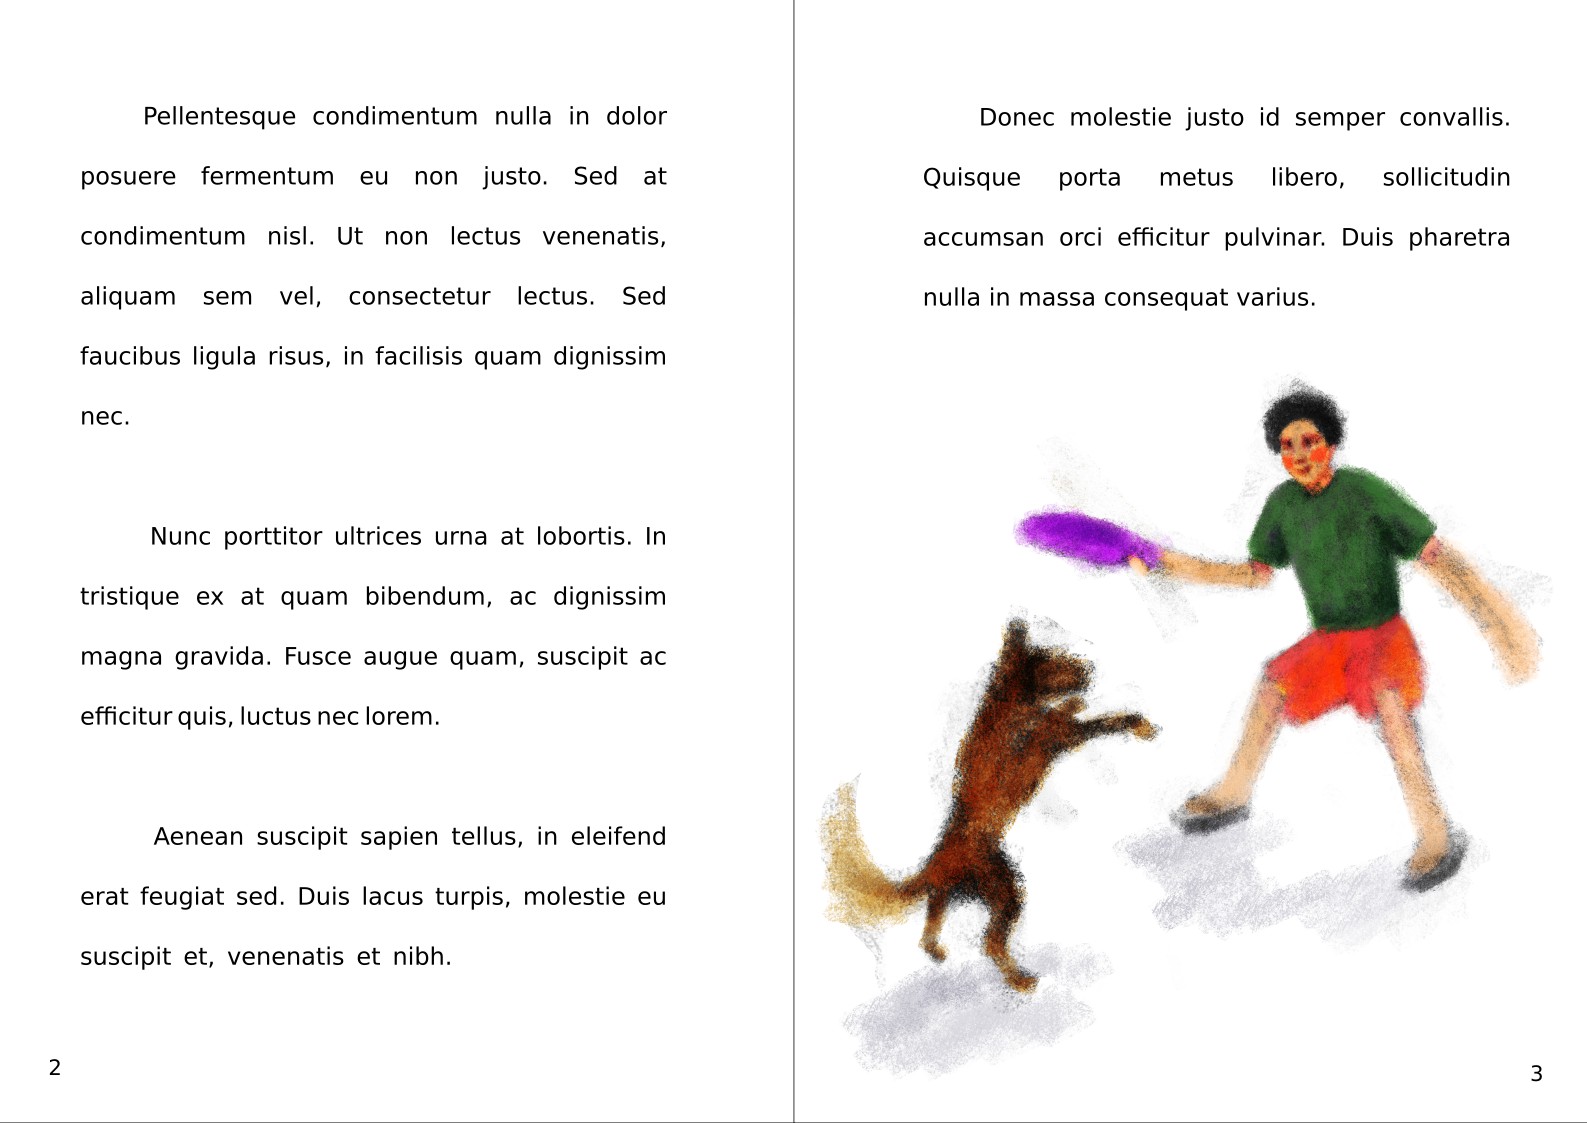 Pellentesque condimentum nulla in dolor
posuere fermentum eu non justo. Sed at
condimentum nisl. Ut non lectus venenatis,
aliquam sem vel, consectetur lectus. Sed
faucibus ligula risus, in facilisis quam dignissim
nec.
Nunc porttitor ultrices urna at lobortis. In
tristique ex at quam bibendum, ac dignissim
magna gravida. Fusce augue quam, suscipit ac
efficitur quis, luctus nec lorem.
Aenean suscipit sapien tellus, in eleifend
erat feugiat sed. Duis lacus turpis, molestie eu
suscipit et, venenatis et nibh.
2
Donec molestie justo id semper convallis.
Quisque porta metus libero, sollicitudin
accumsan orci efficitur pulvinar. Duis pharetra
nulla in massa consequat varius.
3